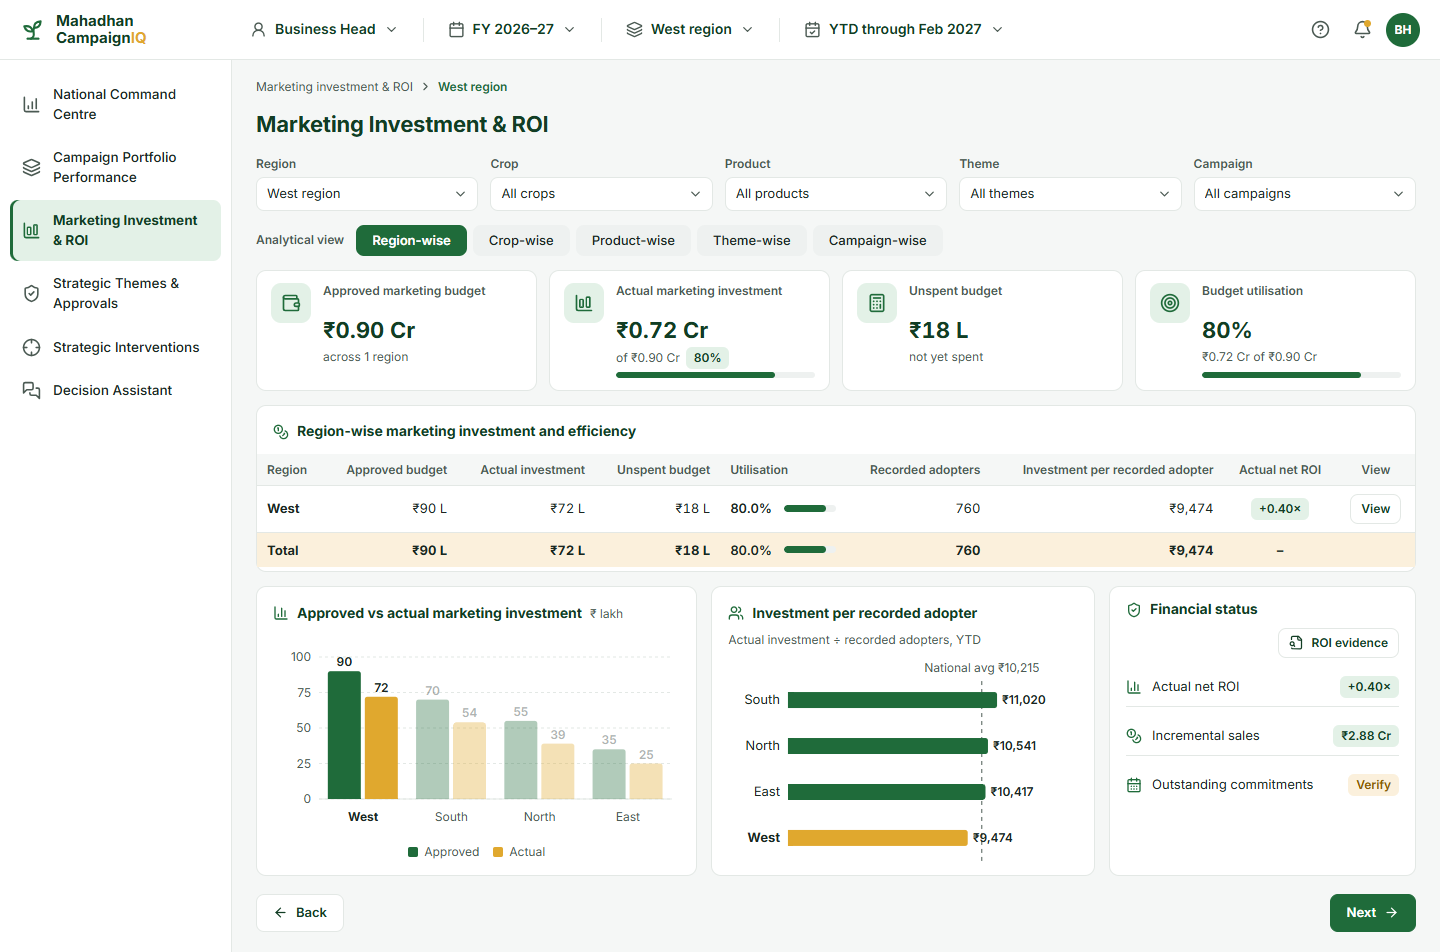 Mahadhan
CampaignIQ
Business Head
FY 2026–27
West region
YTD through Feb 2027
BH
National Command
Centre
Campaign Portfolio
Performance
Marketing Investment
& ROI
Strategic Themes &
Approvals
Strategic Interventions
Decision Assistant
Marketing investment & ROI > West region
Marketing Investment & ROI
Region Crop Product Theme Campaign
West region All crops All products All themes All campaigns
Analytical view Region-wise Crop-wise Product-wise Theme-wise Campaign-wise
Approved marketing budget
₹0.90 Cr
across 1 region
Actual marketing investment
₹0.72 Cr
of ₹0.90 Cr 80%
Unspent budget
₹18 L
not yet spent
Budget utilisation
80%
₹0.72 Cr of ₹0.90 Cr
Region-wise marketing investment and efficiency
Region Approved budget Actual investment Unspent budget Utilisation Recorded adopters Investment per recorded adopter Actual net ROI View
West ₹90 L ₹72 L ₹18 L 80.0% 760 ₹9,474 +0.40× View
Total ₹90 L ₹72 L ₹18 L 80.0% 760 ₹9,474 –
Approved vs actual marketing investment ₹ lakh
100
75
50
25
0
90 72 70 54 55 39 35 25
West South North East
Approved Actual
Investment per recorded adopter
Actual investment ÷ recorded adopters, YTD
National avg ₹10,215
South ₹11,020
North ₹10,541
East ₹10,417
West ₹9,474
Financial status
ROI evidence
Actual net ROI +0.40×
Incremental sales ₹2.88 Cr
Outstanding commitments Verify
Back
Next